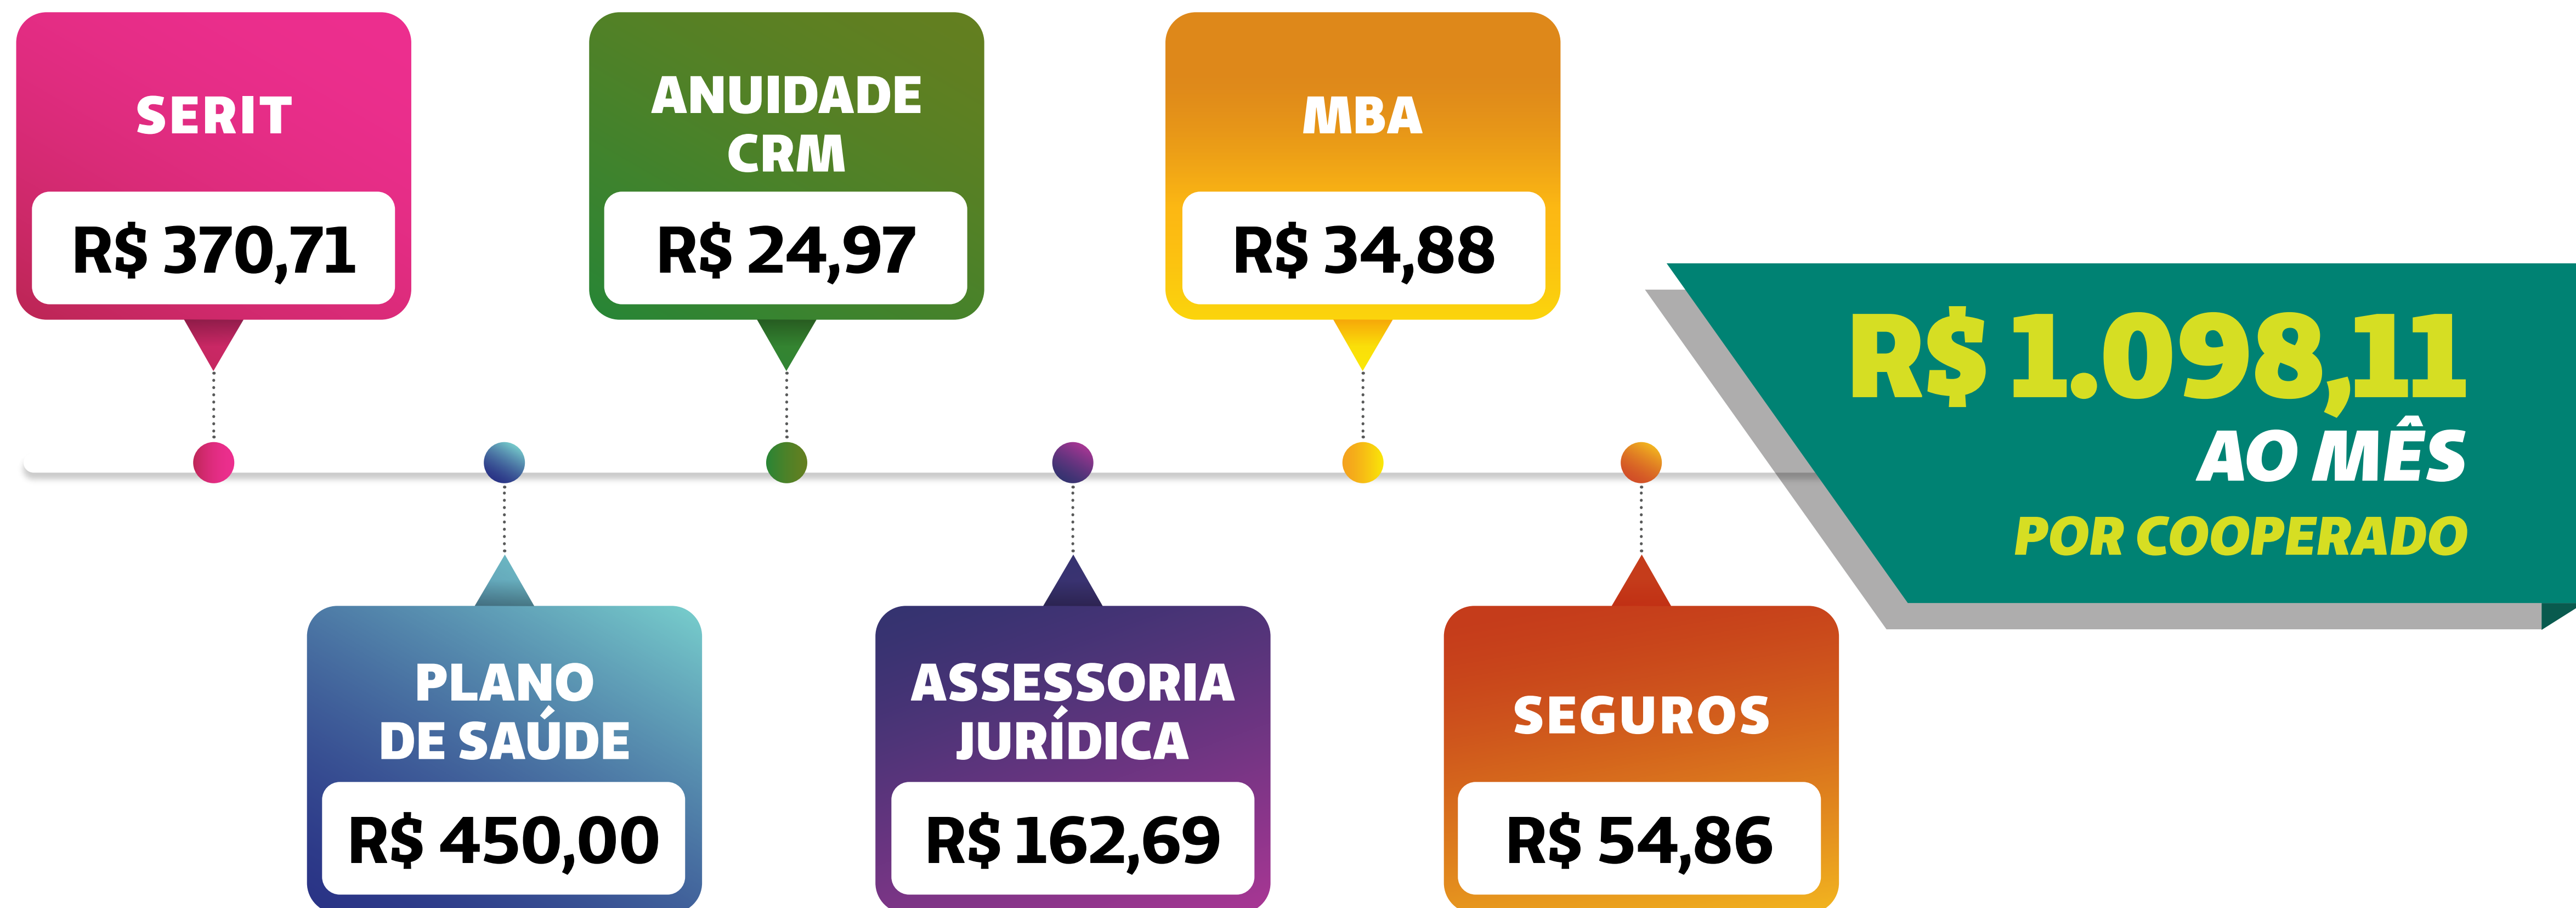 SERIT
R$ 370,71
PLANO
DE SAÚDE
R$ 450,00
ANUIDADE
CRM
R$ 24,97
ASSESSORIA
JURÍDICA
R$ 162,69
MBA
R$ 34,88
SEGUROS
R$ 54,86
R$ 1.098,11
AO MÊS
POR COOPERADO